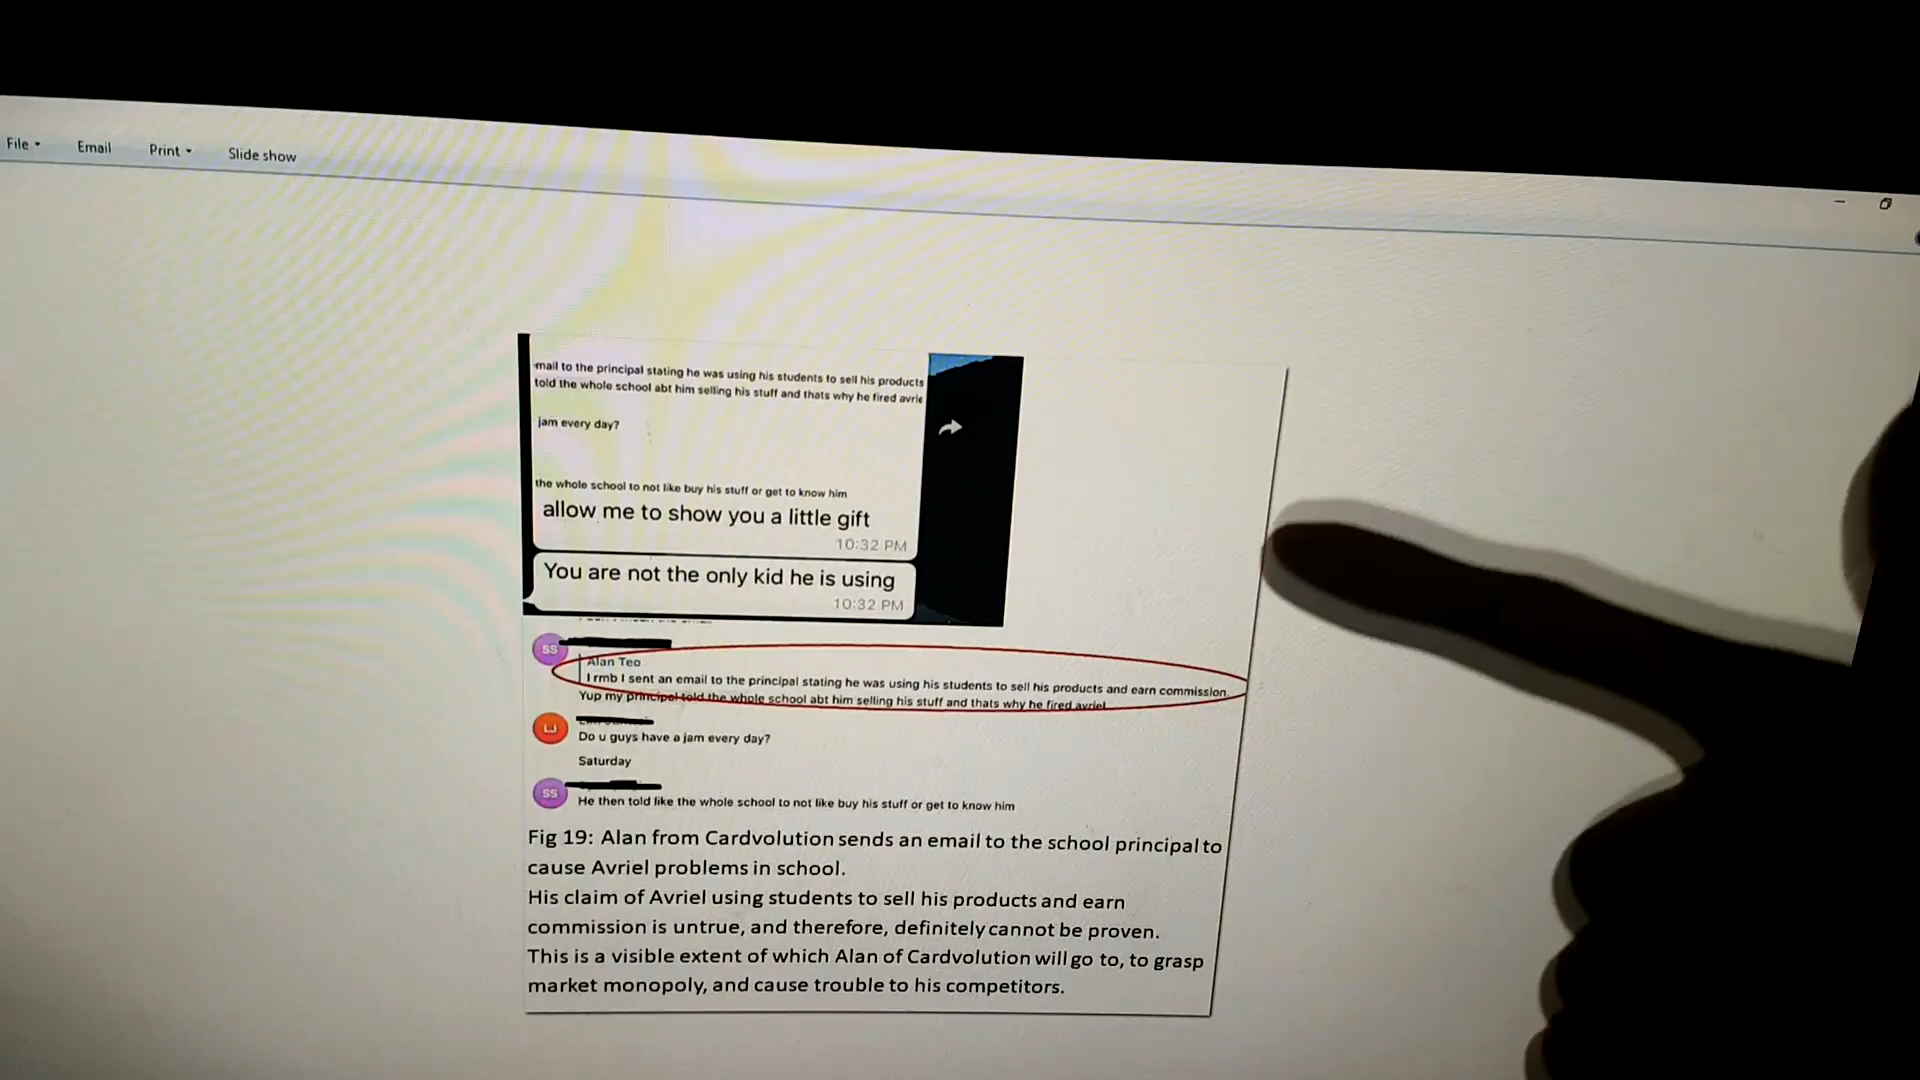 File
Email
Print
Slide show
mail to the principal stating he was using his students to sell his products
told the whole school abt him selling his stuff and thats why he fired avrie
jam every day?
the whole school to not like buy his stuff or get to know him
allow me to show you a little gift
10:32 PM
You are not the only kid he is using
10:32 PM
SS
Alan Teo
I rmb I sent an email to the principal stating he was using his students to sell his products and earn commission.
Yup my principal told the whole school abt him selling his stuff and thats why he fired avriel
LJ
Do u guys have a jam every day?
Saturday
SS
He then told like the whole school to not like buy his stuff or get to know him
Fig 19: Alan from Cardvolution sends an email to the school principal to
cause Avriel problems in school.
His claim of Avriel using students to sell his products and earn
commission is untrue, and therefore, definitely cannot be proven.
This is a visible extent of which Alan of Cardvolution will go to, to grasp
market monopoly, and cause trouble to his competitors.